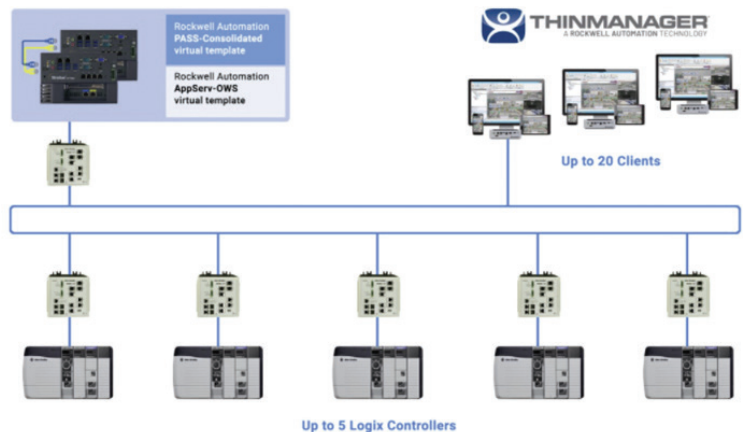 Rockwell Automation
PASS-Consolidated
virtual template
Rockwell Automation
AppServ-OWS
virtual template
THINMANAGER
A ROCKWELL AUTOMATION TECHNOLOGY
Up to 20 Clients
Up to 5 Logix Controllers